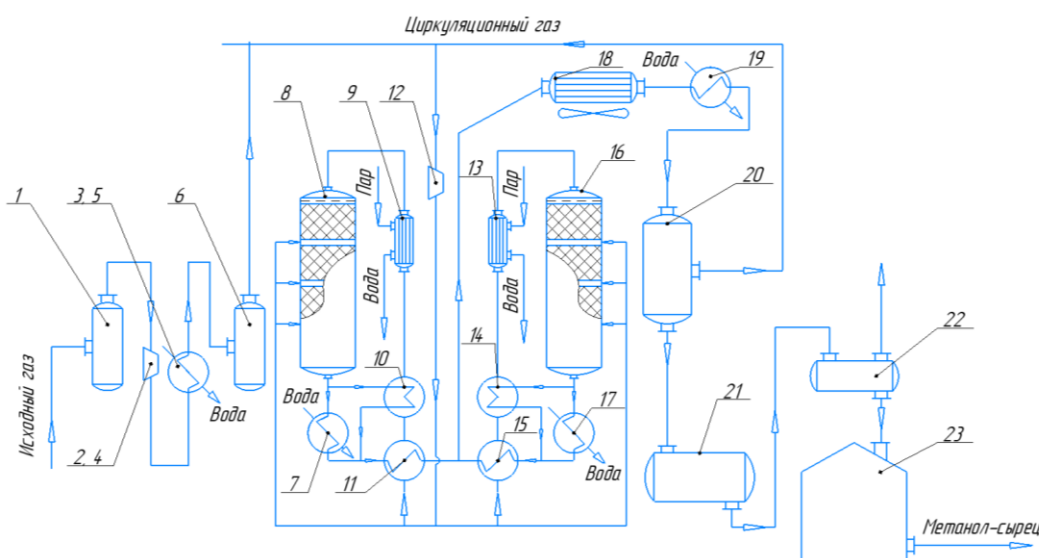 Циркуляционный газ
Вода
19
18
8
9
12
13
16
20
1
3, 5
6
Пар
Пар
Вода
Вода
10
14
22
Исходный газ
Вода
2, 4
Вода
7
11
15
17
Вода
21
23
Метанол-сырец